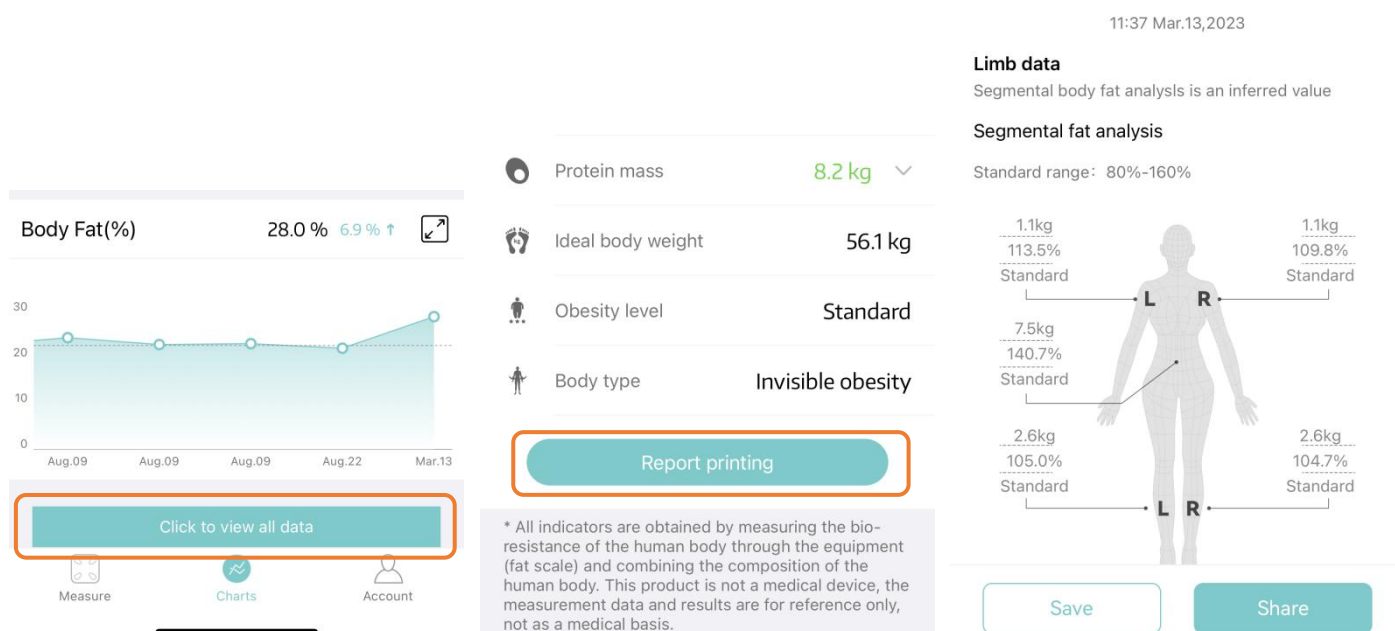 Body Fat(%) 28.0 % 6.9 % ↑
30
20
10
0
Aug.09 Aug.09 Aug.09 Aug.22 Mar.13
Click to view all data
Measure Charts Account
Protein mass 8.2 kg
Ideal body weight 56.1 kg
kg
Obesity level Standard
Body type Invisible obesity
Report printing
* All indicators are obtained by measuring the bio-
resistance of the human body through the equipment
(fat scale) and combining the composition of the
human body. This product is not a medical device, the
measurement data and results are for reference only,
not as a medical basis.
11:37 Mar.13,2023
Limb data
Segmental body fat analysls is an inferred value
Segmental fat analysis
Standard range: 80%-160%
1.1kg
113.5%
Standard
1.1kg
109.8%
Standard
L R
7.5kg
140.7%
Standard
2.6kg
105.0%
Standard
2.6kg
104.7%
Standard
L R
Save Share